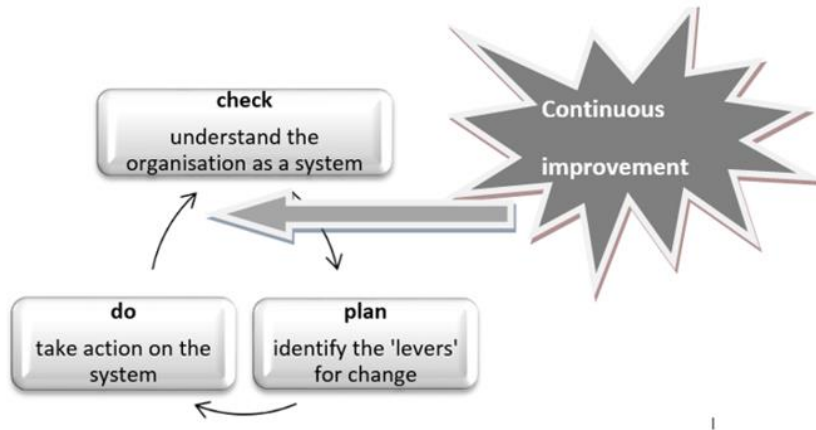 check
understand the
organisation as a system
Continuous
improvement
do
take action on the
system
plan
identify the 'levers'
for change